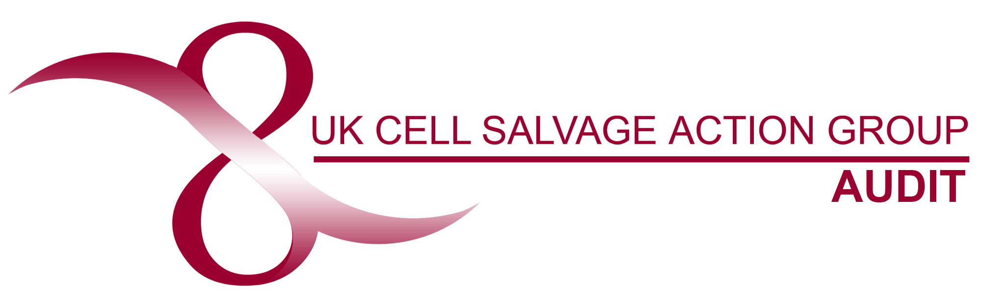 UK CELL SALVAGE ACTION GROUP
AUDIT